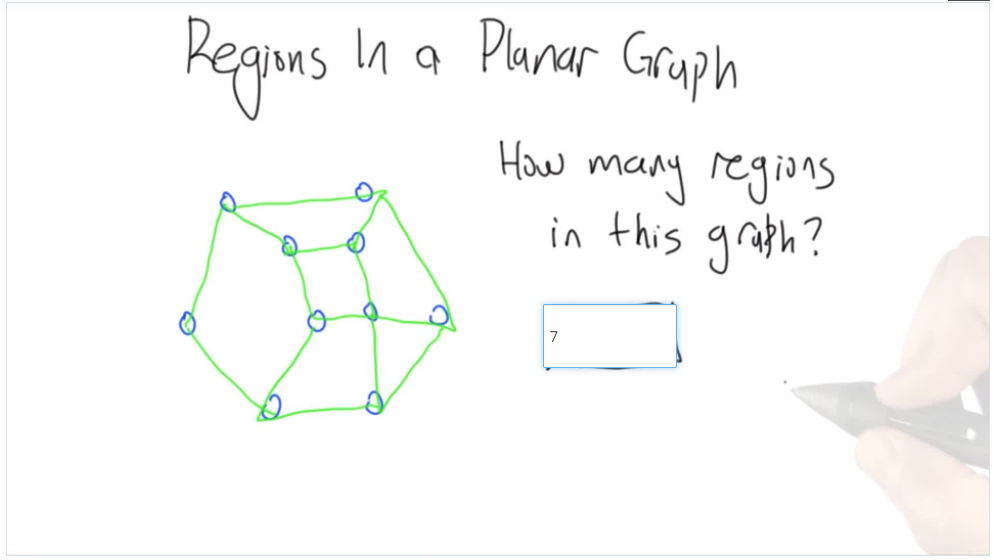 Regions In a Planar Graph
How many regions
in this graph?
7